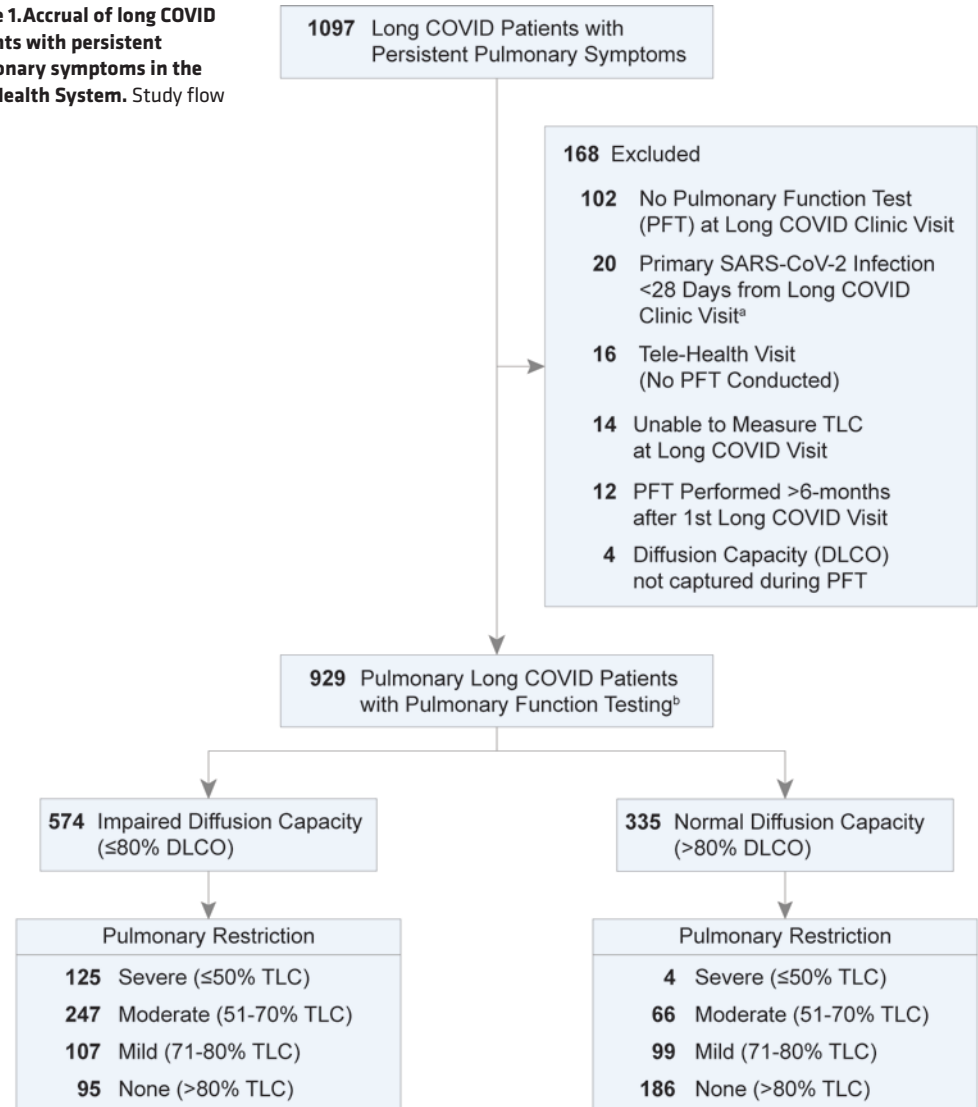 e 1.Accrual of long COVID
nts with persistent
onary symptoms in the
Health System. Study flow
1097 Long COVID Patients with
Persistent Pulmonary Symptoms
168 Excluded
102 No Pulmonary Function Test
(PFT) at Long COVID Clinic Visit
20 Primary SARS-CoV-2 Infection
<28 Days from Long COVID
Clinic Visitᵃ
16 Tele-Health Visit
(No PFT Conducted)
14 Unable to Measure TLC
at Long COVID Visit
12 PFT Performed >6-months
after 1st Long COVID Visit
4 Diffusion Capacity (DLCO)
not captured during PFT
929 Pulmonary Long COVID Patients
with Pulmonary Function Testingᵇ
574 Impaired Diffusion Capacity
(≤80% DLCO)
335 Normal Diffusion Capacity
(>80% DLCO)
Pulmonary Restriction
125 Severe (≤50% TLC)
247 Moderate (51-70% TLC)
107 Mild (71-80% TLC)
95 None (>80% TLC)
Pulmonary Restriction
4 Severe (≤50% TLC)
66 Moderate (51-70% TLC)
99 Mild (71-80% TLC)
186 None (>80% TLC)